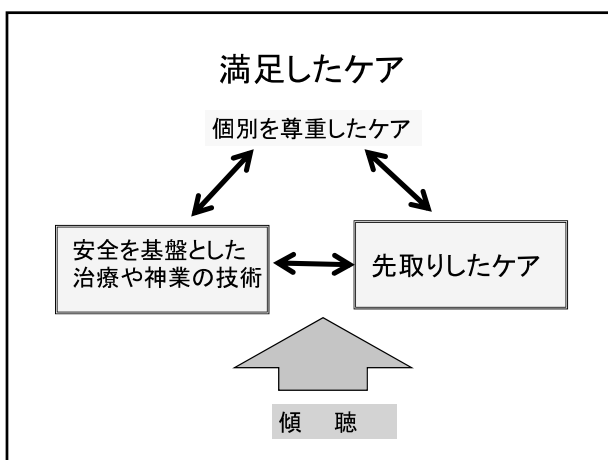 満足したケア
個別を尊重したケア
安全を基盤とした
治療や神業の技術
先取りしたケア
傾　聴